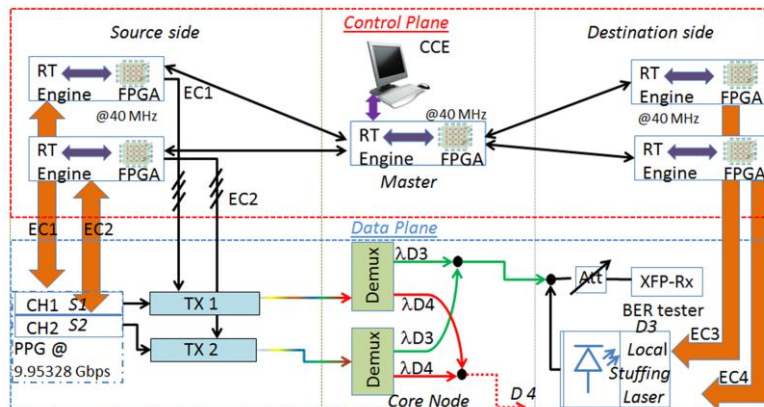 Source side
Control Plane
Destination side
CCE
RT
Engine
FPGA
@40 MHz
EC1
RT
Engine
FPGA
@40 MHz
Master
RT
Engine
FPGA
@40 MHz
RT
Engine
FPGA
EC2
RT
Engine
FPGA
EC1
EC2
Data Plane
CH1 S1
CH2 S2
PPG @
9.95328 Gbps
TX 1
TX 2
Demux
λD3
λD4
Demux
λD3
λD4
Core Node
D 4
Att
XFP-Rx
BER tester
D3
Local
Stuffing
Laser
EC3
EC4